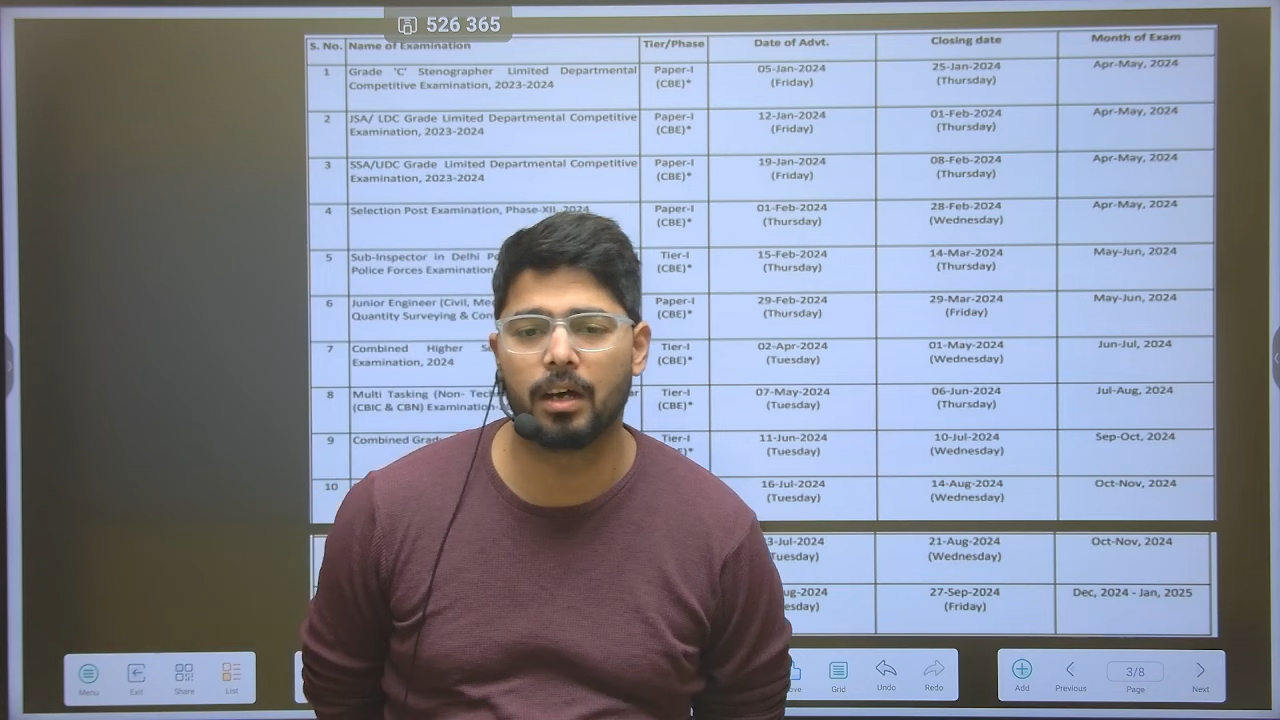 526 365
S. No. Name of Examination Tier/Phase Date of Advt. Closing date Month of Exam
1 Grade 'C' Stenographer Limited Departmental Paper-I 05-Jan-2024 25-Jan-2024 Apr-May, 2024
Competitive Examination, 2023-2024 (CBE)* (Friday) (Thursday)
2 JSA/ LDC Grade Limited Departmental Competitive Paper-I 12-Jan-2024 01-Feb-2024 Apr-May, 2024
Examination, 2023-2024 (CBE)* (Friday) (Thursday)
3 SSA/UDC Grade Limited Departmental Competitive Paper-I 19-Jan-2024 08-Feb-2024 Apr-May, 2024
Examination, 2023-2024 (CBE)* (Friday) (Thursday)
4 Selection Post Examination, Phase-XII, 2024 Paper-I 01-Feb-2024 28-Feb-2024 Apr-May, 2024
(CBE)* (Thursday) (Wednesday)
5 Sub-Inspector in Delhi Tier-I 15-Feb-2024 14-Mar-2024 May-Jun, 2024
Police Forces Examination (CBE)* (Thursday) (Thursday)
6 Junior Engineer (Civil, Paper-I 29-Feb-2024 29-Mar-2024 May-Jun, 2024
Quantity Surveying & (CBE)* (Thursday) (Friday)
7 Combined Higher Tier-I 02-Apr-2024 01-May-2024 Jun-Jul, 2024
Examination, 2024 (CBE)* (Tuesday) (Wednesday)
8 Multi Tasking (Non- Tier-I 07-May-2024 06-Jun-2024 Jul-Aug, 2024
(CBIC & CBN) Examination- (CBE)* (Tuesday) (Thursday)
9 Combined Tier-I 11-Jun-2024 10-Jul-2024 Sep-Oct, 2024
(Tuesday) (Wednesday)
10 16-Jul-2024 14-Aug-2024 Oct-Nov, 2024
(Tuesday) (Wednesday)
3-Jul-2024 21-Aug-2024 Oct-Nov, 2024
Tuesday) (Wednesday)
ug-2024 27-Sep-2024 Dec, 2024 - Jan, 2025
esday) (Friday)
Menu Exit Share List Grid Undo Redo Add Previous 3/8 Page Next